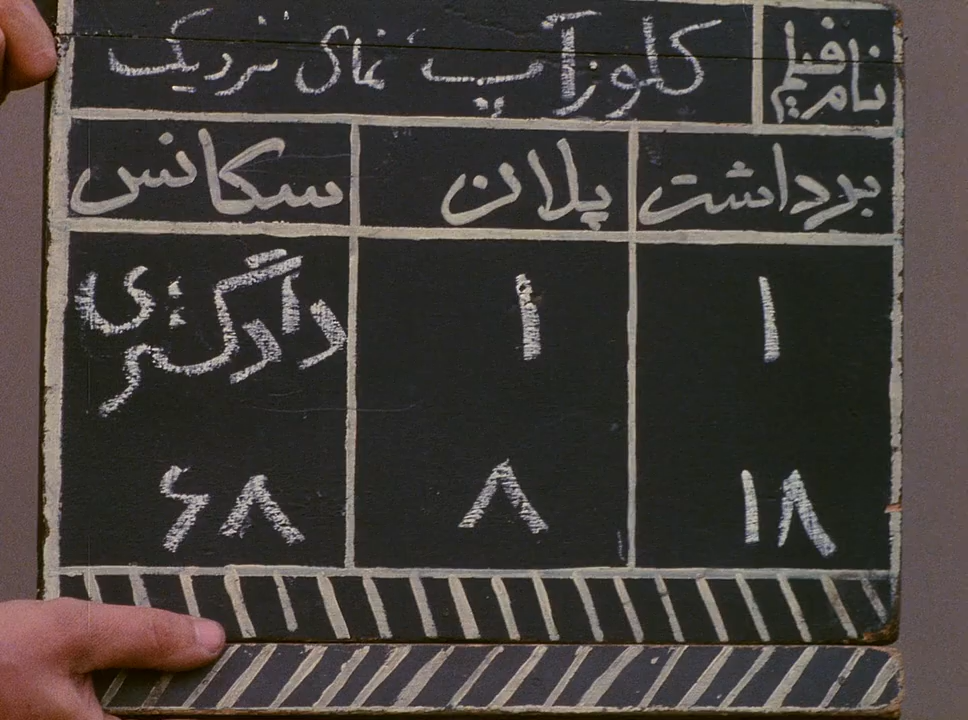 نام فیلم کلوزآپ، نمای نزدیک
برداشت پلان سکانس
۱ ۱ دادگستری
۱۸ ۸ ۶۸